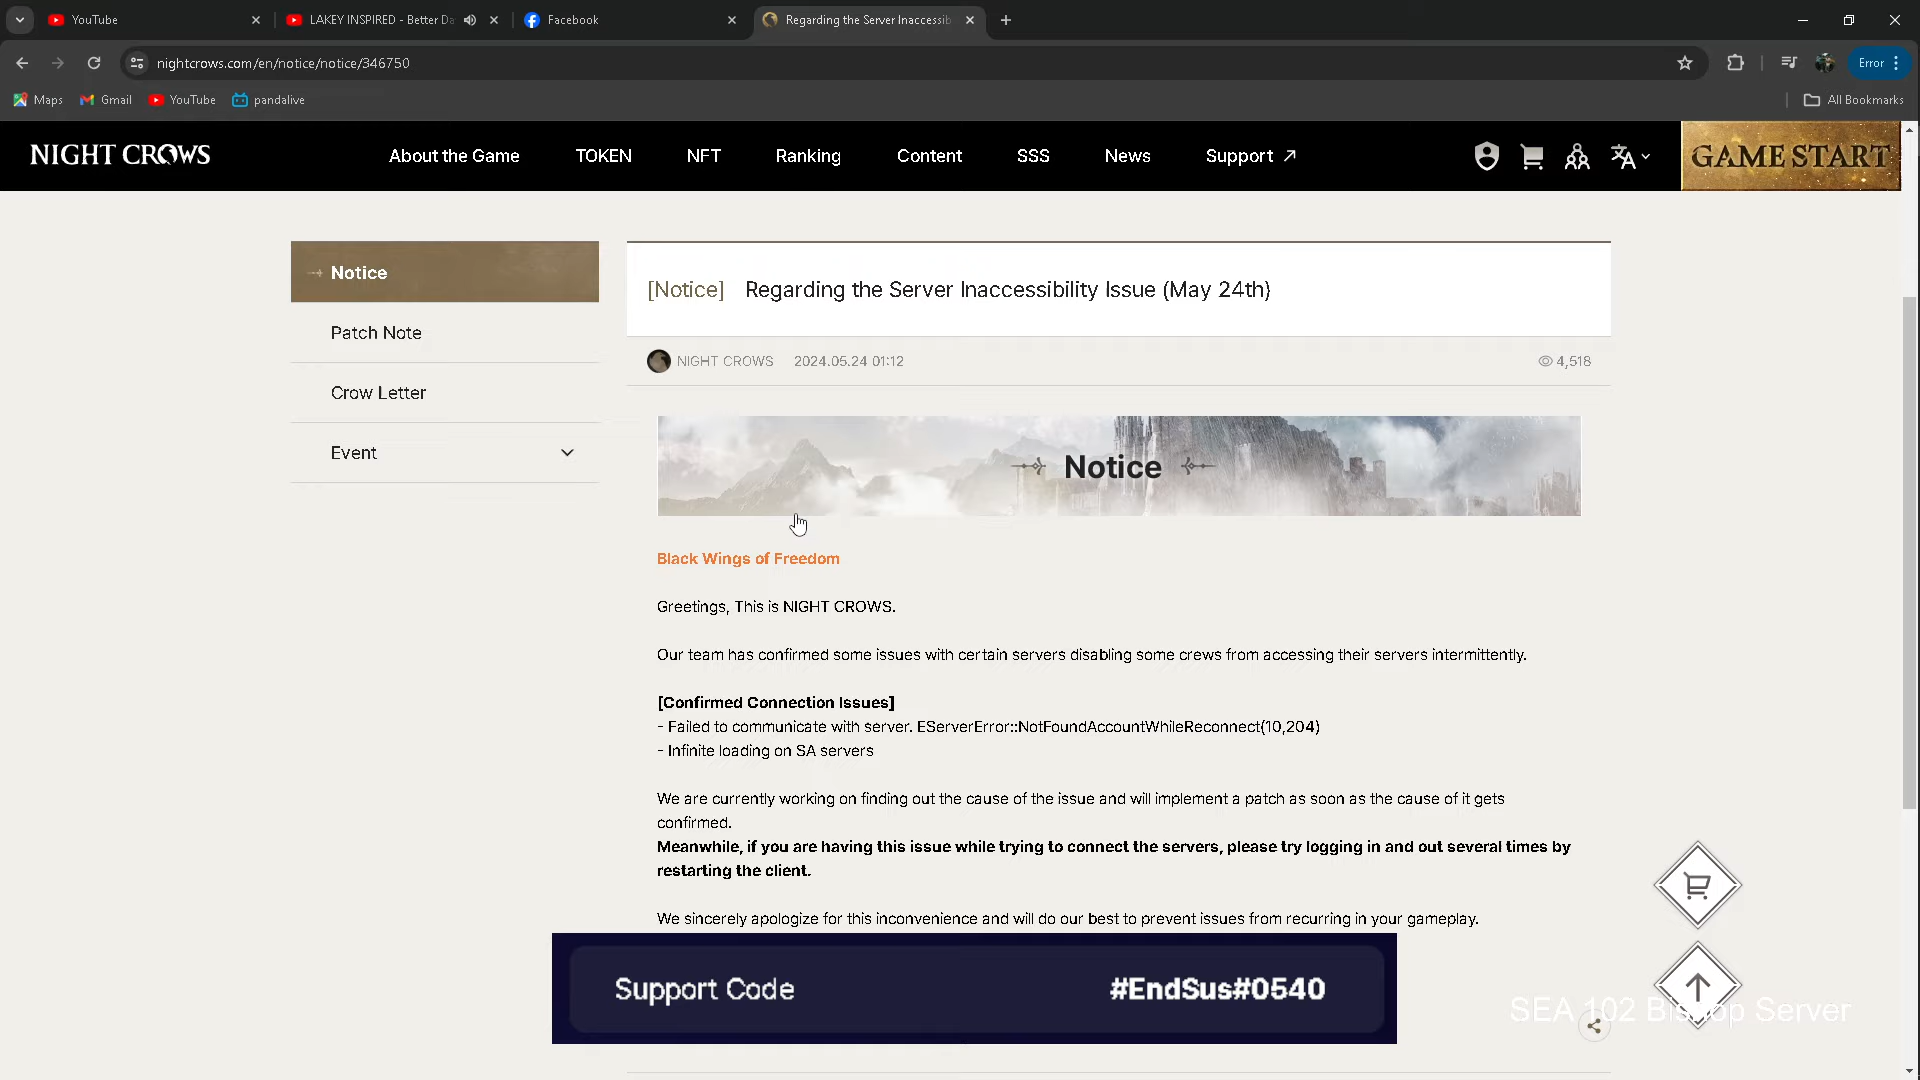 YouTube
LAKEY INSPIRED - Better Da
Facebook
Regarding the Server Inaccessib
nightcrows.com/en/notice/notice/346750
Error
Maps
Gmail
YouTube
pandalive
All Bookmarks
NIGHT CROWS
About the Game
TOKEN
NFT
Ranking
Content
SSS
News
Support
GAME START
Notice
Patch Note
Crow Letter
Event
[Notice] Regarding the Server Inaccessibility Issue (May 24th)
NIGHT CROWS 2024.05.24 01:12
4,518
Notice
Black Wings of Freedom
Greetings, This is NIGHT CROWS.
Our team has confirmed some issues with certain servers disabling some crews from accessing their servers intermittently.
[Confirmed Connection Issues]
- Failed to communicate with server. EServerError::NotFoundAccountWhileReconnect(10,204)
- Infinite loading on SA servers
We are currently working on finding out the cause of the issue and will implement a patch as soon as the cause of it gets
confirmed.
Meanwhile, if you are having this issue while trying to connect the servers, please try logging in and out several times by
restarting the client.
We sincerely apologize for this inconvenience and will do our best to prevent issues from recurring in your gameplay.
Support Code #EndSus#0540
SEA 102 Bishop Server